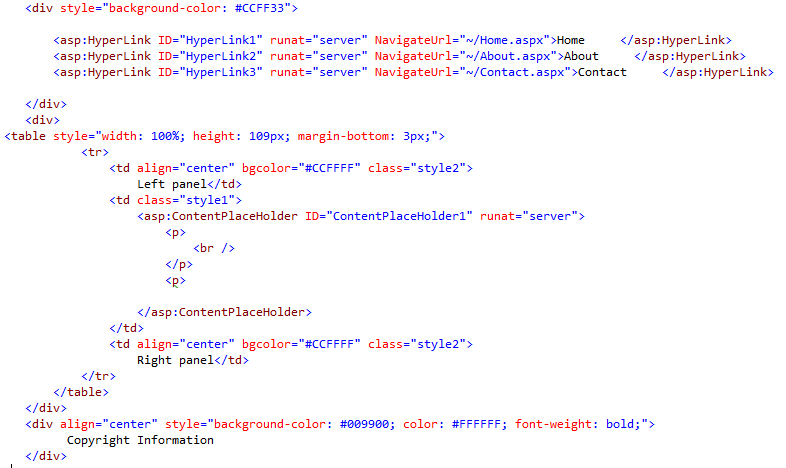 <div style="background-color: #CCFF33">
<asp:HyperLink ID="HyperLink1" runat="server" NavigateUrl="~/Home.aspx">Home    </asp:HyperLink>
<asp:HyperLink ID="HyperLink2" runat="server" NavigateUrl="~/About.aspx">About    </asp:HyperLink>
<asp:HyperLink ID="HyperLink3" runat="server" NavigateUrl="~/Contact.aspx">Contact    </asp:HyperLink>
</div>
<div>
<table style="width: 100%; height: 109px; margin-bottom: 3px;">
<tr>
<td align="center" bgcolor="#CCFFFF" class="style2">
Left panel</td>
<td class="style1">
<asp:ContentPlaceHolder ID="ContentPlaceHolder1" runat="server">
<p>
<br />
</p>
<p>
</asp:ContentPlaceHolder>
</td>
<td align="center" bgcolor="#CCFFFF" class="style2">
Right panel</td>
</tr>
</table>
</div>
<div align="center" style="background-color: #009900; color: #FFFFFF; font-weight: bold;">
Copyright Information
</div>